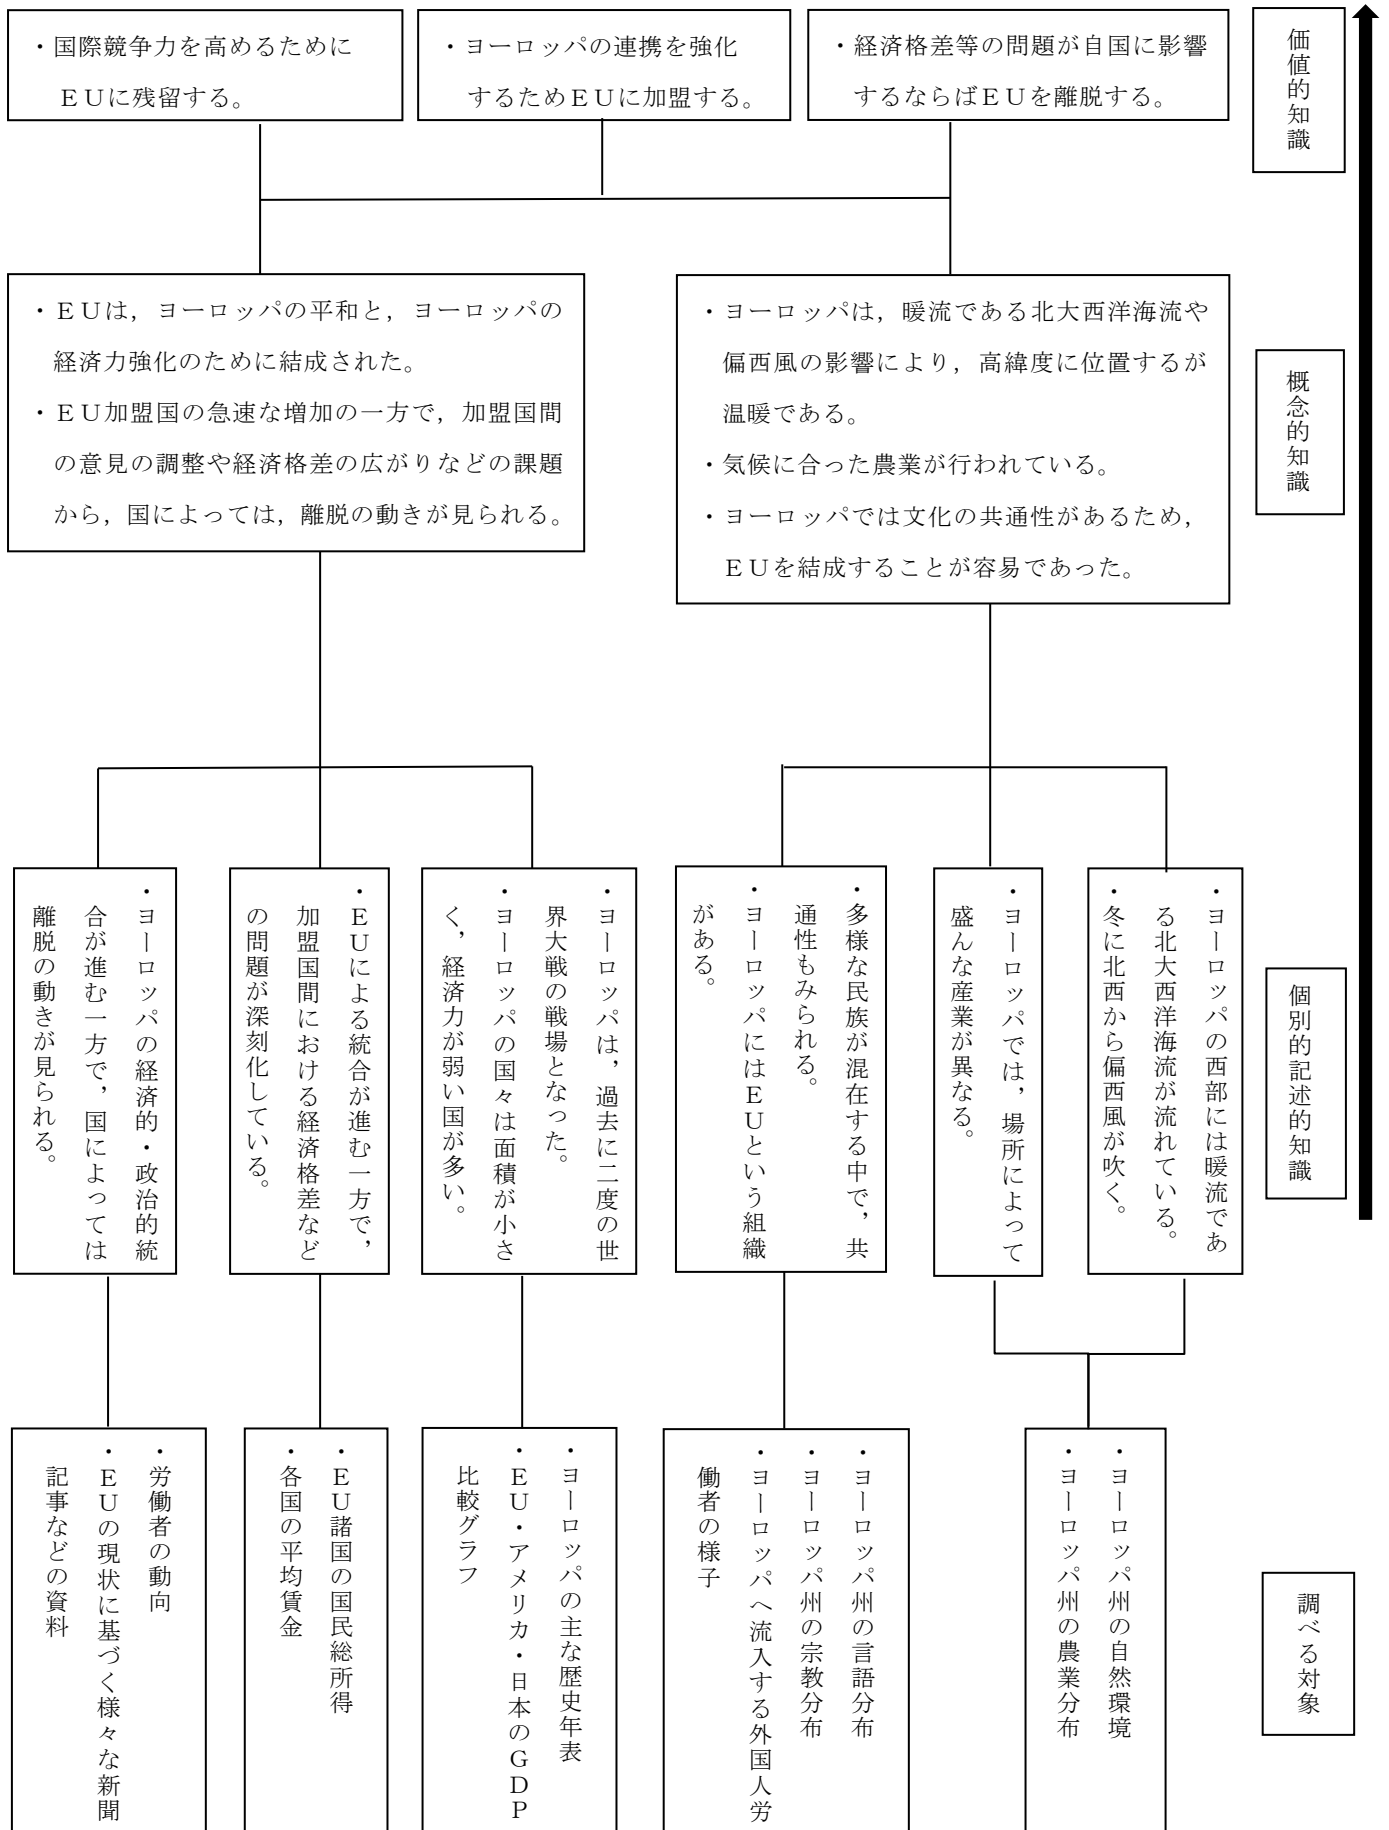 ・国際競争力を高めるために
ＥＵに残留する。
・ヨーロッパの連携を強化
するためＥＵに加盟する。
・経済格差等の問題が自国に影響
するならばＥＵを離脱する。
価値的知識
・ＥＵは，ヨーロッパの平和と，ヨーロッパの
経済力強化のために結成された。
・ＥＵ加盟国の急速な増加の一方で，加盟国間
の意見の調整や経済格差の広がりなどの課題
から，国によっては，離脱の動きが見られる。
・ヨーロッパは，暖流である北大西洋海流や
偏西風の影響により，高緯度に位置するが
温暖である。
・気候に合った農業が行われている。
・ヨーロッパでは文化の共通性があるため，
ＥＵを結成することが容易であった。
概念的知識
・ヨーロッパの経済的・政治的統
合が進む一方で，国によっては
離脱の動きが見られる。
・ＥＵによる統合が進む一方で，
加盟国間における経済格差など
の問題が深刻化している。
・ヨーロッパは，過去に二度の世
界大戦の戦場となった。
・ヨーロッパの国々は面積が小さ
く，経済力が弱い国が多い。
・多様な民族が混在する中で，共
通性もみられる。
・ヨーロッパにはＥＵという組織
がある。
・ヨーロッパでは，場所によって
盛んな産業が異なる。
・ヨーロッパの西部には暖流であ
る北大西洋海流が流れている。
・冬に北西から偏西風が吹く。
個別的記述的知識
・労働者の動向
・ＥＵの現状に基づく様々な新聞
記事などの資料
・ＥＵ諸国の国民総所得
・各国の平均賃金
・ヨーロッパの主な歴史年表
・ＥＵ・アメリカ・日本のＧＤＰ
比較グラフ
・ヨーロッパ州の言語分布
・ヨーロッパ州の宗教分布
・ヨーロッパへ流入する外国人労
働者の様子
・ヨーロッパ州の自然環境
・ヨーロッパ州の農業分布
調べる対象